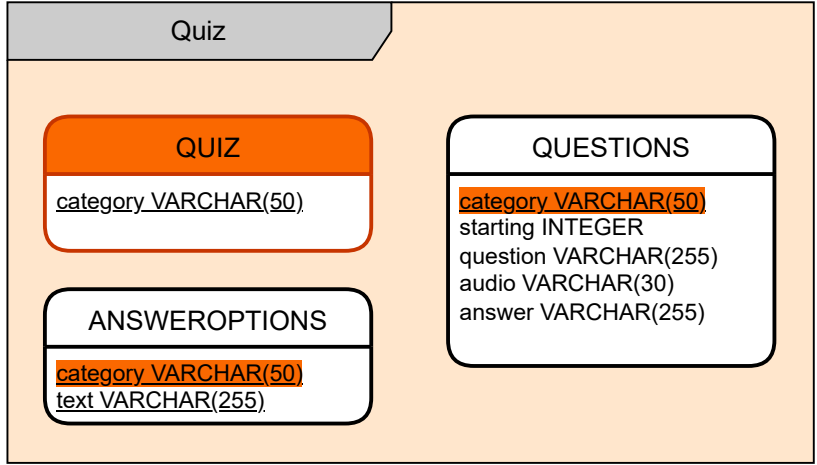 Quiz
QUIZ
category VARCHAR(50)
ANSWEROPTIONS
category VARCHAR(50)
text VARCHAR(255)
QUESTIONS
category VARCHAR(50)
starting INTEGER
question VARCHAR(255)
audio VARCHAR(30)
answer VARCHAR(255)